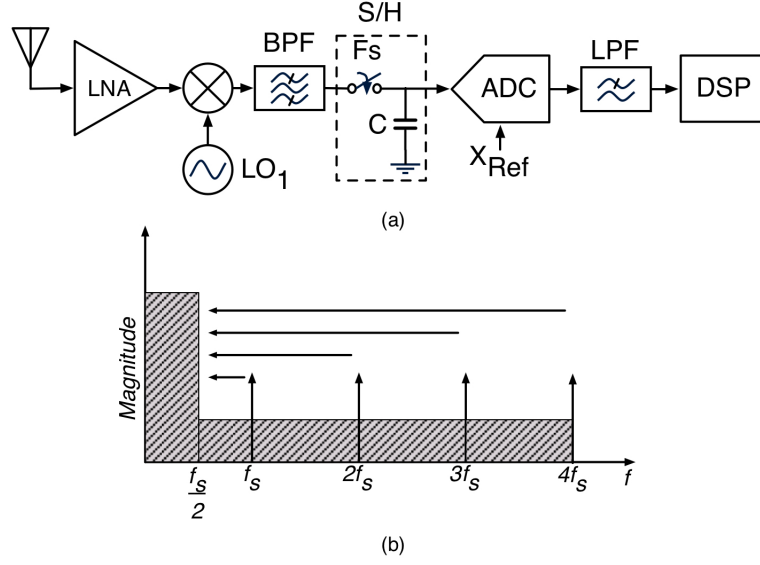 S/H
BPF
Fs
LPF
LNA
ADC
DSP
C
LO1
XRef
(a)
Magnitude
fs/2
fs
2fs
3fs
4fs
f
(b)